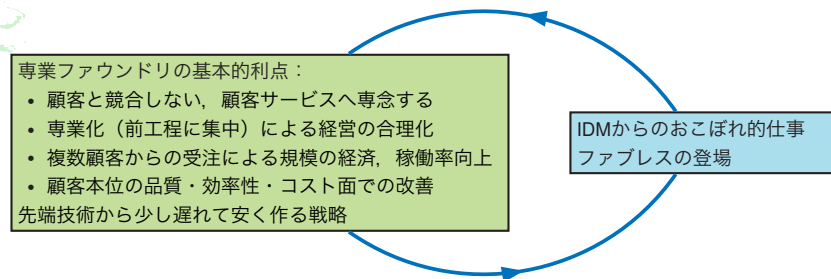 専業ファウンドリの基本的利点：
• 顧客と競合しない，顧客サービスへ専念する
• 専業化（前工程に集中）による経営の合理化
• 複数顧客からの受注による規模の経済，稼働率向上
• 顧客本位の品質・効率性・コスト面での改善
先端技術から少し遅れて安く作る戦略
IDMからのおこぼれ的仕事
ファブレスの登場